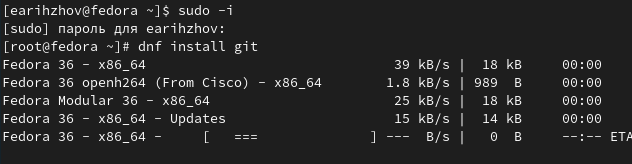 [earihzhov@fedora ~]$ sudo -i
[sudo] пароль для earihzhov:
[root@fedora ~]# dnf install git
Fedora 36 - x86_64                               39 kB/s |  18 kB     00:00
Fedora 36 openh264 (From Cisco) - x86_64        1.8 kB/s | 989  B     00:00
Fedora Modular 36 - x86_64                       25 kB/s |  18 kB     00:00
Fedora 36 - x86_64 - Updates                     15 kB/s |  14 kB     00:00
Fedora 36 - x86_64 -     [   ===              ] ---  B/s |   0  B     --:-- ETA